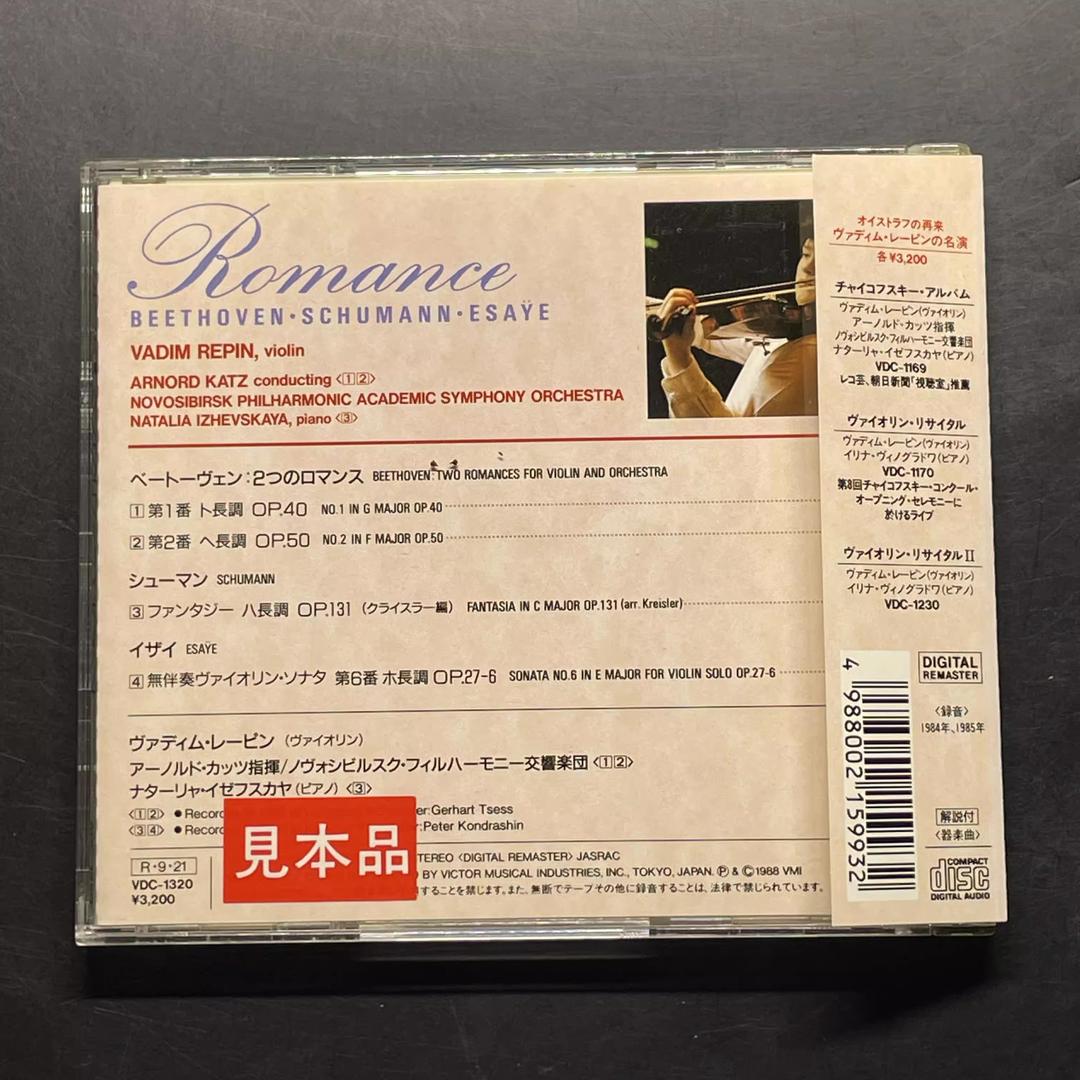 Romance
BEETHOVEN・SCHUMANN・ESAŸE
VADIM REPIN, violin
ARNORD KATZ conducting〈1 2〉
NOVOSIBIRSK PHILHARMONIC ACADEMIC SYMPHONY ORCHESTRA
NATALIA IZHEVSKAYA, piano〈3〉
ベートーヴェン:2つのロマンス BEETHOVEN:TWO ROMANCES FOR VIOLIN AND ORCHESTRA
1 第1番 ト長調 OP.40 NO.1 IN G MAJOR OP.40
2 第2番 ヘ長調 OP.50 NO.2 IN F MAJOR OP.50
シューマン SCHUMANN
3 ファンタジー ハ長調 OP.131(クライスラー編) FANTASIA IN C MAJOR OP.131 (arr. Kreisler)
イザイ ESAŸE
4 無伴奏ヴァイオリン・ソナタ 第6番 ホ長調 OP.27-6 SONATA NO.6 IN E MAJOR FOR VIOLIN SOLO OP.27-6
ヴァディム・レーピン(ヴァイオリン)
アーノルド・カッツ指揮/ノヴォシビルスク・フィルハーモニー交響楽団〈1 2〉
ナターリャ・イゼフスカヤ(ピアノ)〈3〉
〈1 2〉●Record er:Gerhart Tsess
〈3 4〉●Record :Peter Kondrashin
見本品
R・9・21
VDC-1320
¥3,200
STEREO〈DIGITAL REMASTER〉JASRAC
D BY VICTOR MUSICAL INDUSTRIES, INC., TOKYO, JAPAN. Ⓟ & Ⓒ 1988 VMI
することを禁じます。また、無断でテープその他に録音することは、法律で禁じられています。
オイストラフの再来
ヴァディム・レーピンの名演
各¥3,200
チャイコフスキー・アルバム
ヴァディム・レーピン(ヴァイオリン)
アーノルド・カッツ指揮
ノヴォシビルスク・フィルハーモニー交響楽団
ナターリャ・イゼフスカヤ(ピアノ)
VDC-1169
レコ芸、朝日新聞「視聴室」推薦
ヴァイオリン・リサイタル
ヴァディム・レーピン(ヴァイオリン)
イリナ・ヴィノグラドワ(ピアノ)
VDC-1170
第8回チャイコフスキー・コンクール・
オープニング・セレモニーに
於けるライブ
ヴァイオリン・リサイタルII
ヴァディム・レーピン(ヴァイオリン)
イリナ・ヴィノグラドワ(ピアノ)
VDC-1230
DIGITAL
REMASTER
〈録音〉
1984年、1985年
4 988002 159932
解説付
〈器楽曲〉
COMPACT
disc
DIGITAL AUDIO